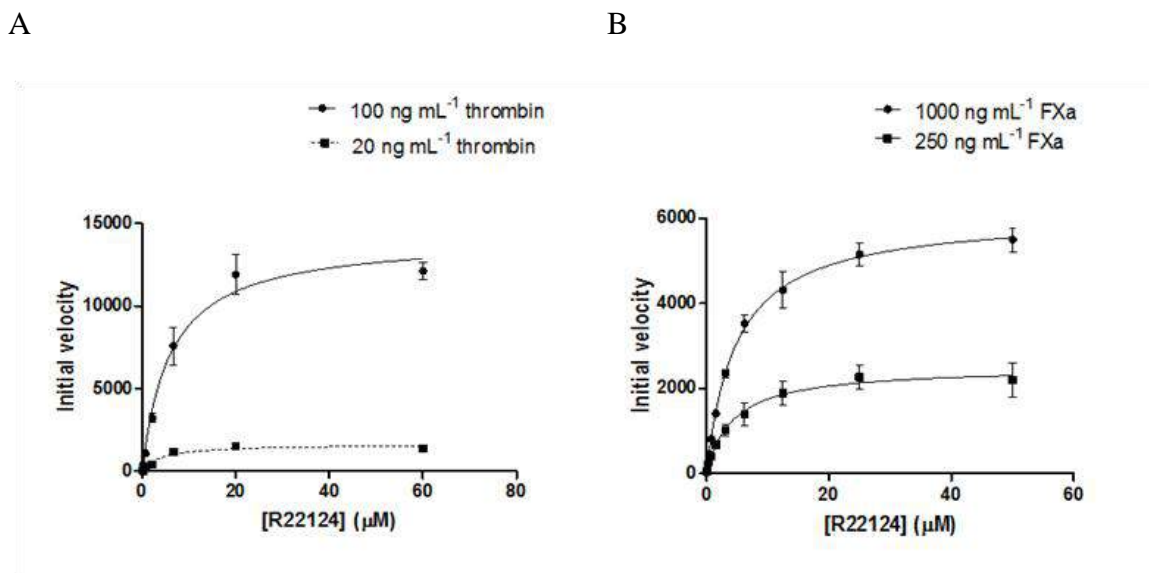 A
B
100 ng mL⁻¹ thrombin
20 ng mL⁻¹ thrombin
15000
10000
5000
0
Initial velocity
0
20
40
60
80
[R22124] (µM)
1000 ng mL⁻¹ FXa
250 ng mL⁻¹ FXa
6000
4000
2000
0
Initial velocity
0
20
40
60
[R22124] (µM)